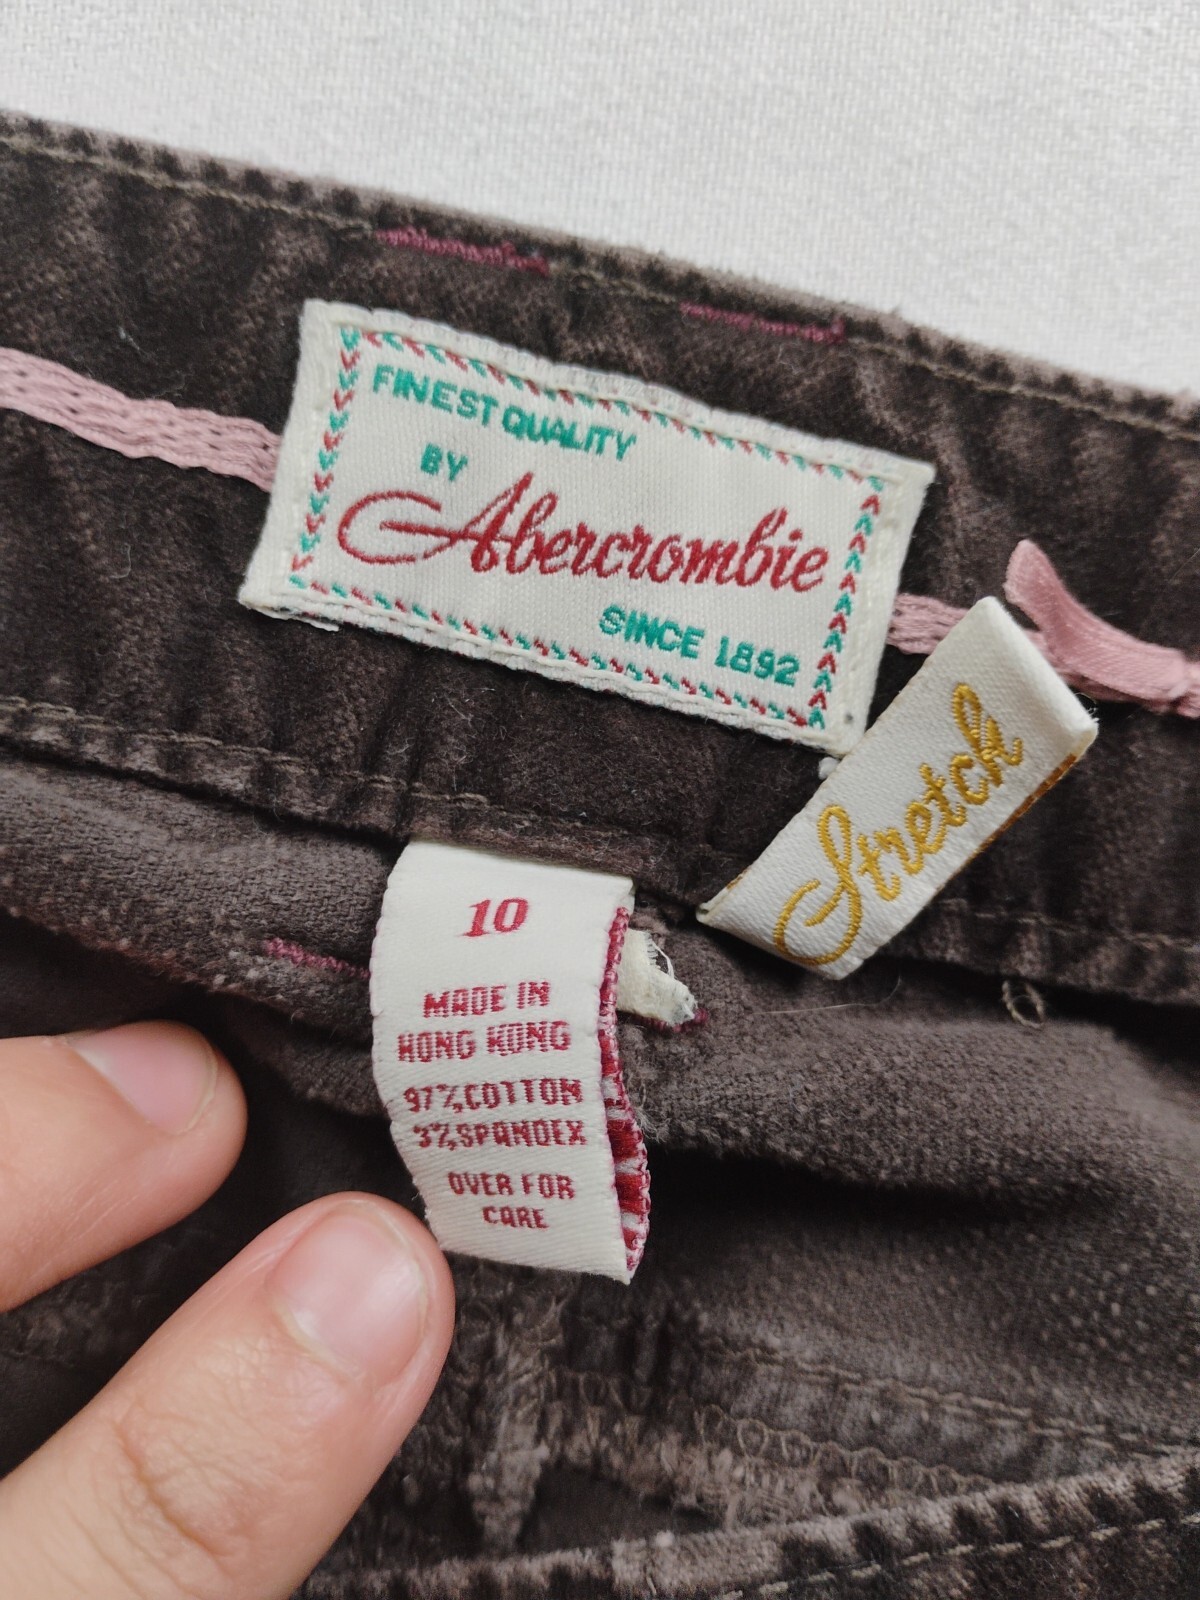 FINEST QUALITY
BY
Abercrombie
SINCE 1892
Stretch
10
MADE IN
HONG KONG
97% COTTON
3% SPANDEX
OVER FOR
CARE